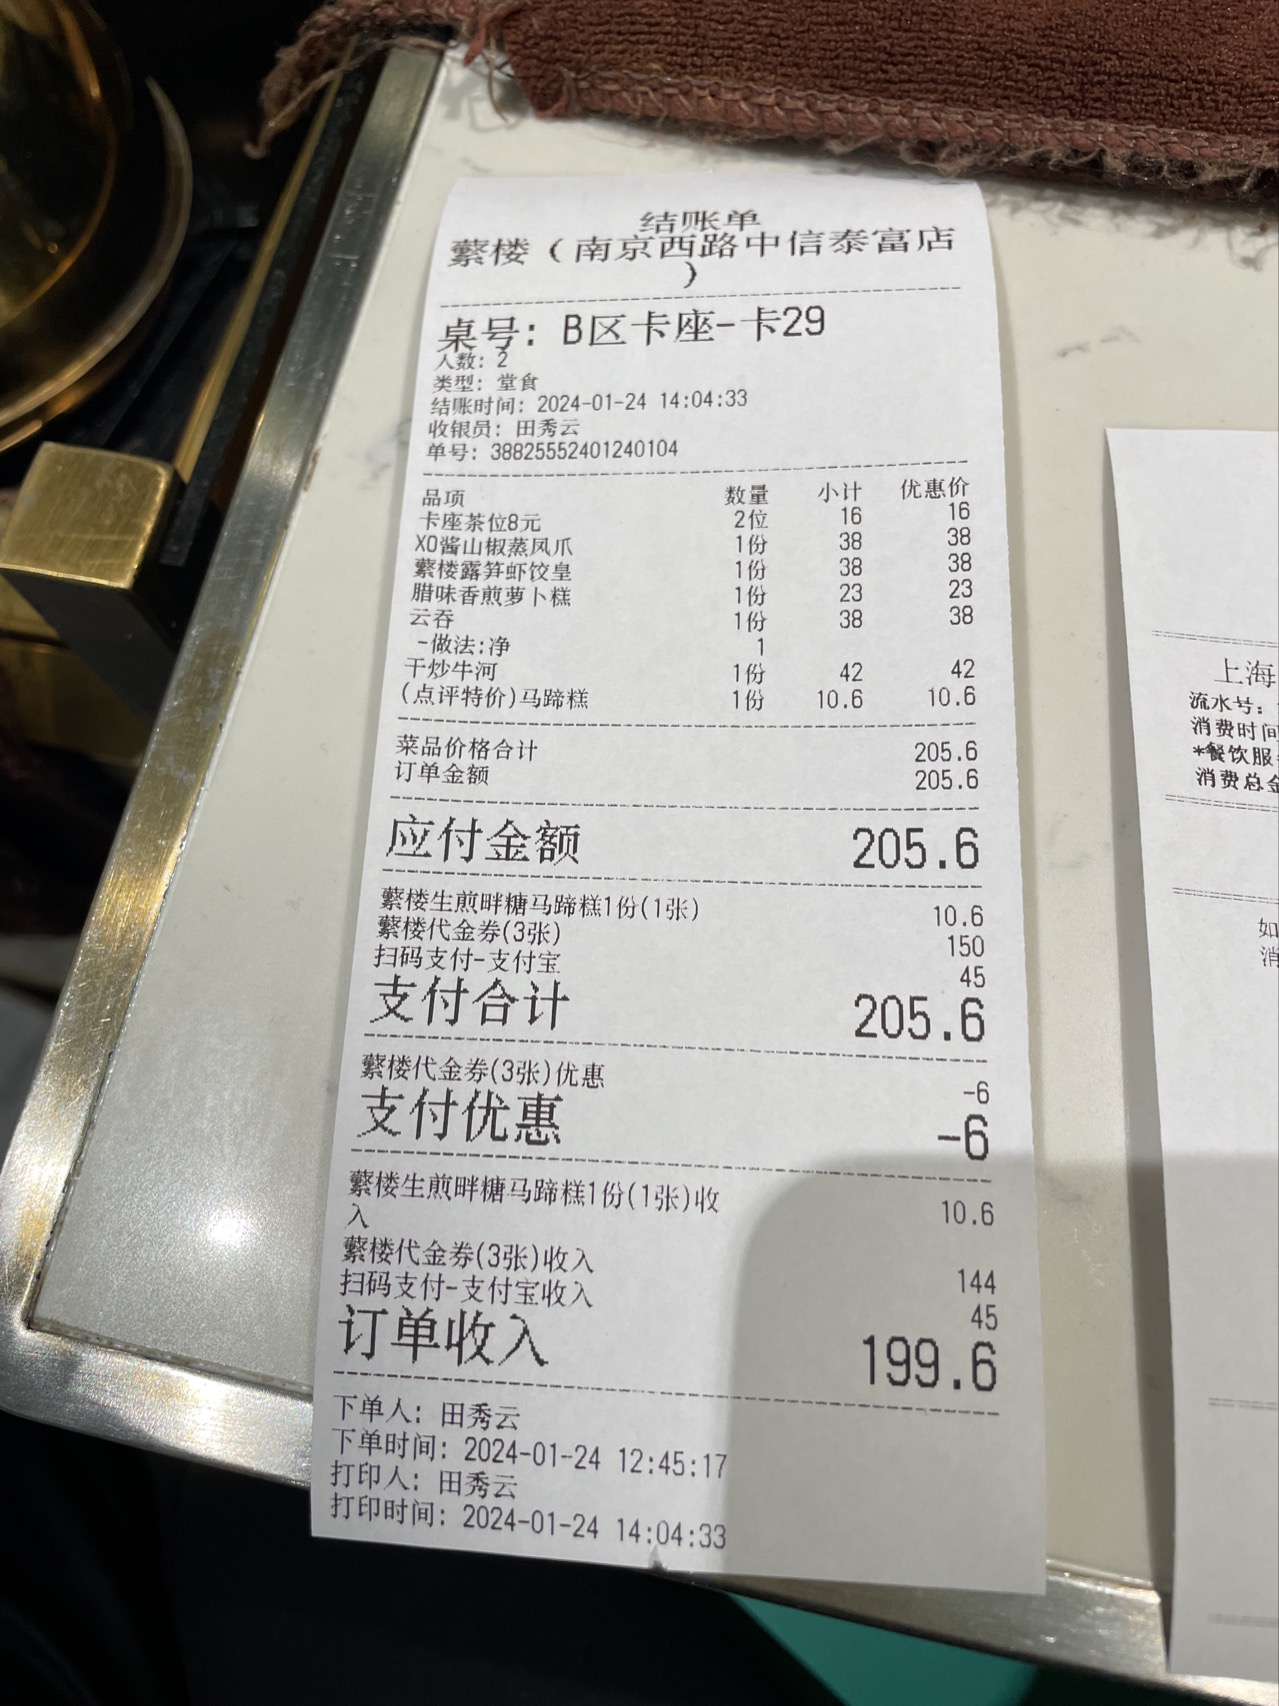 结账单
蘩楼（南京西路中信泰富店
）
桌号：B区卡座-卡29
人数：2
类型：堂食
结账时间：2024-01-24 14:04:33
收银员：田秀云
单号：38825552401240104
品项 数量 小计 优惠价
卡座茶位8元 2位 16 16
XO酱山椒蒸凤爪 1份 38 38
蘩楼露笋虾饺皇 1份 38 38
腊味香煎萝卜糕 1份 23 23
云吞 1份 38 38
-做法:净 1
干炒牛河 1份 42 42
(点评特价)马蹄糕 1份 10.6 10.6
菜品价格合计 205.6
订单金额 205.6
应付金额 205.6
蘩楼生煎畔糖马蹄糕1份(1张) 10.6
蘩楼代金券(3张) 150
扫码支付-支付宝 45
支付合计 205.6
蘩楼代金券(3张)优惠 -6
支付优惠 -6
蘩楼生煎畔糖马蹄糕1份(1张)收
入 10.6
蘩楼代金券(3张)收入 144
扫码支付-支付宝收入 45
订单收入 199.6
下单人：田秀云
下单时间：2024-01-24 12:45:17
打印人：田秀云
打印时间：2024-01-24 14:04:33
上海
流水号：
消费时间
*餐饮服
消费总金
如
消